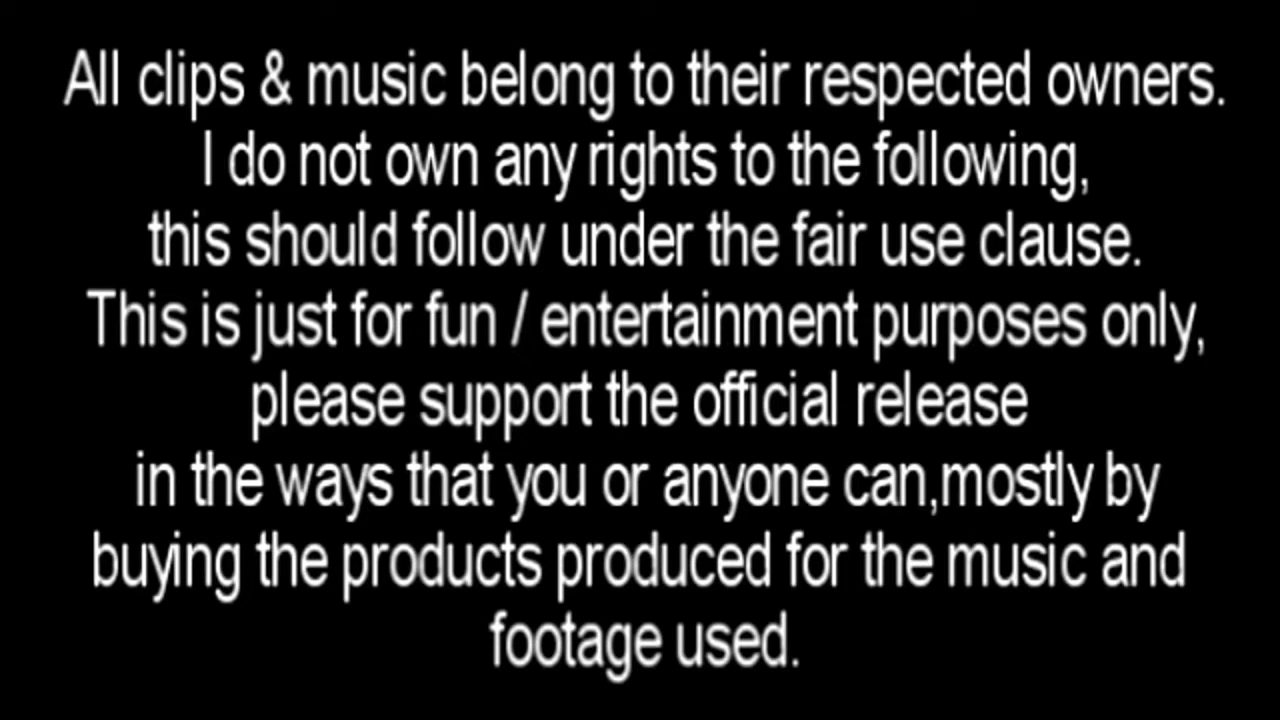 All clips & music belong to their respected owners.
I do not own any rights to the following,
this should follow under the fair use clause.
This is just for fun / entertainment purposes only,
please support the official release
in the ways that you or anyone can,mostly by
buying the products produced for the music and
footage used.